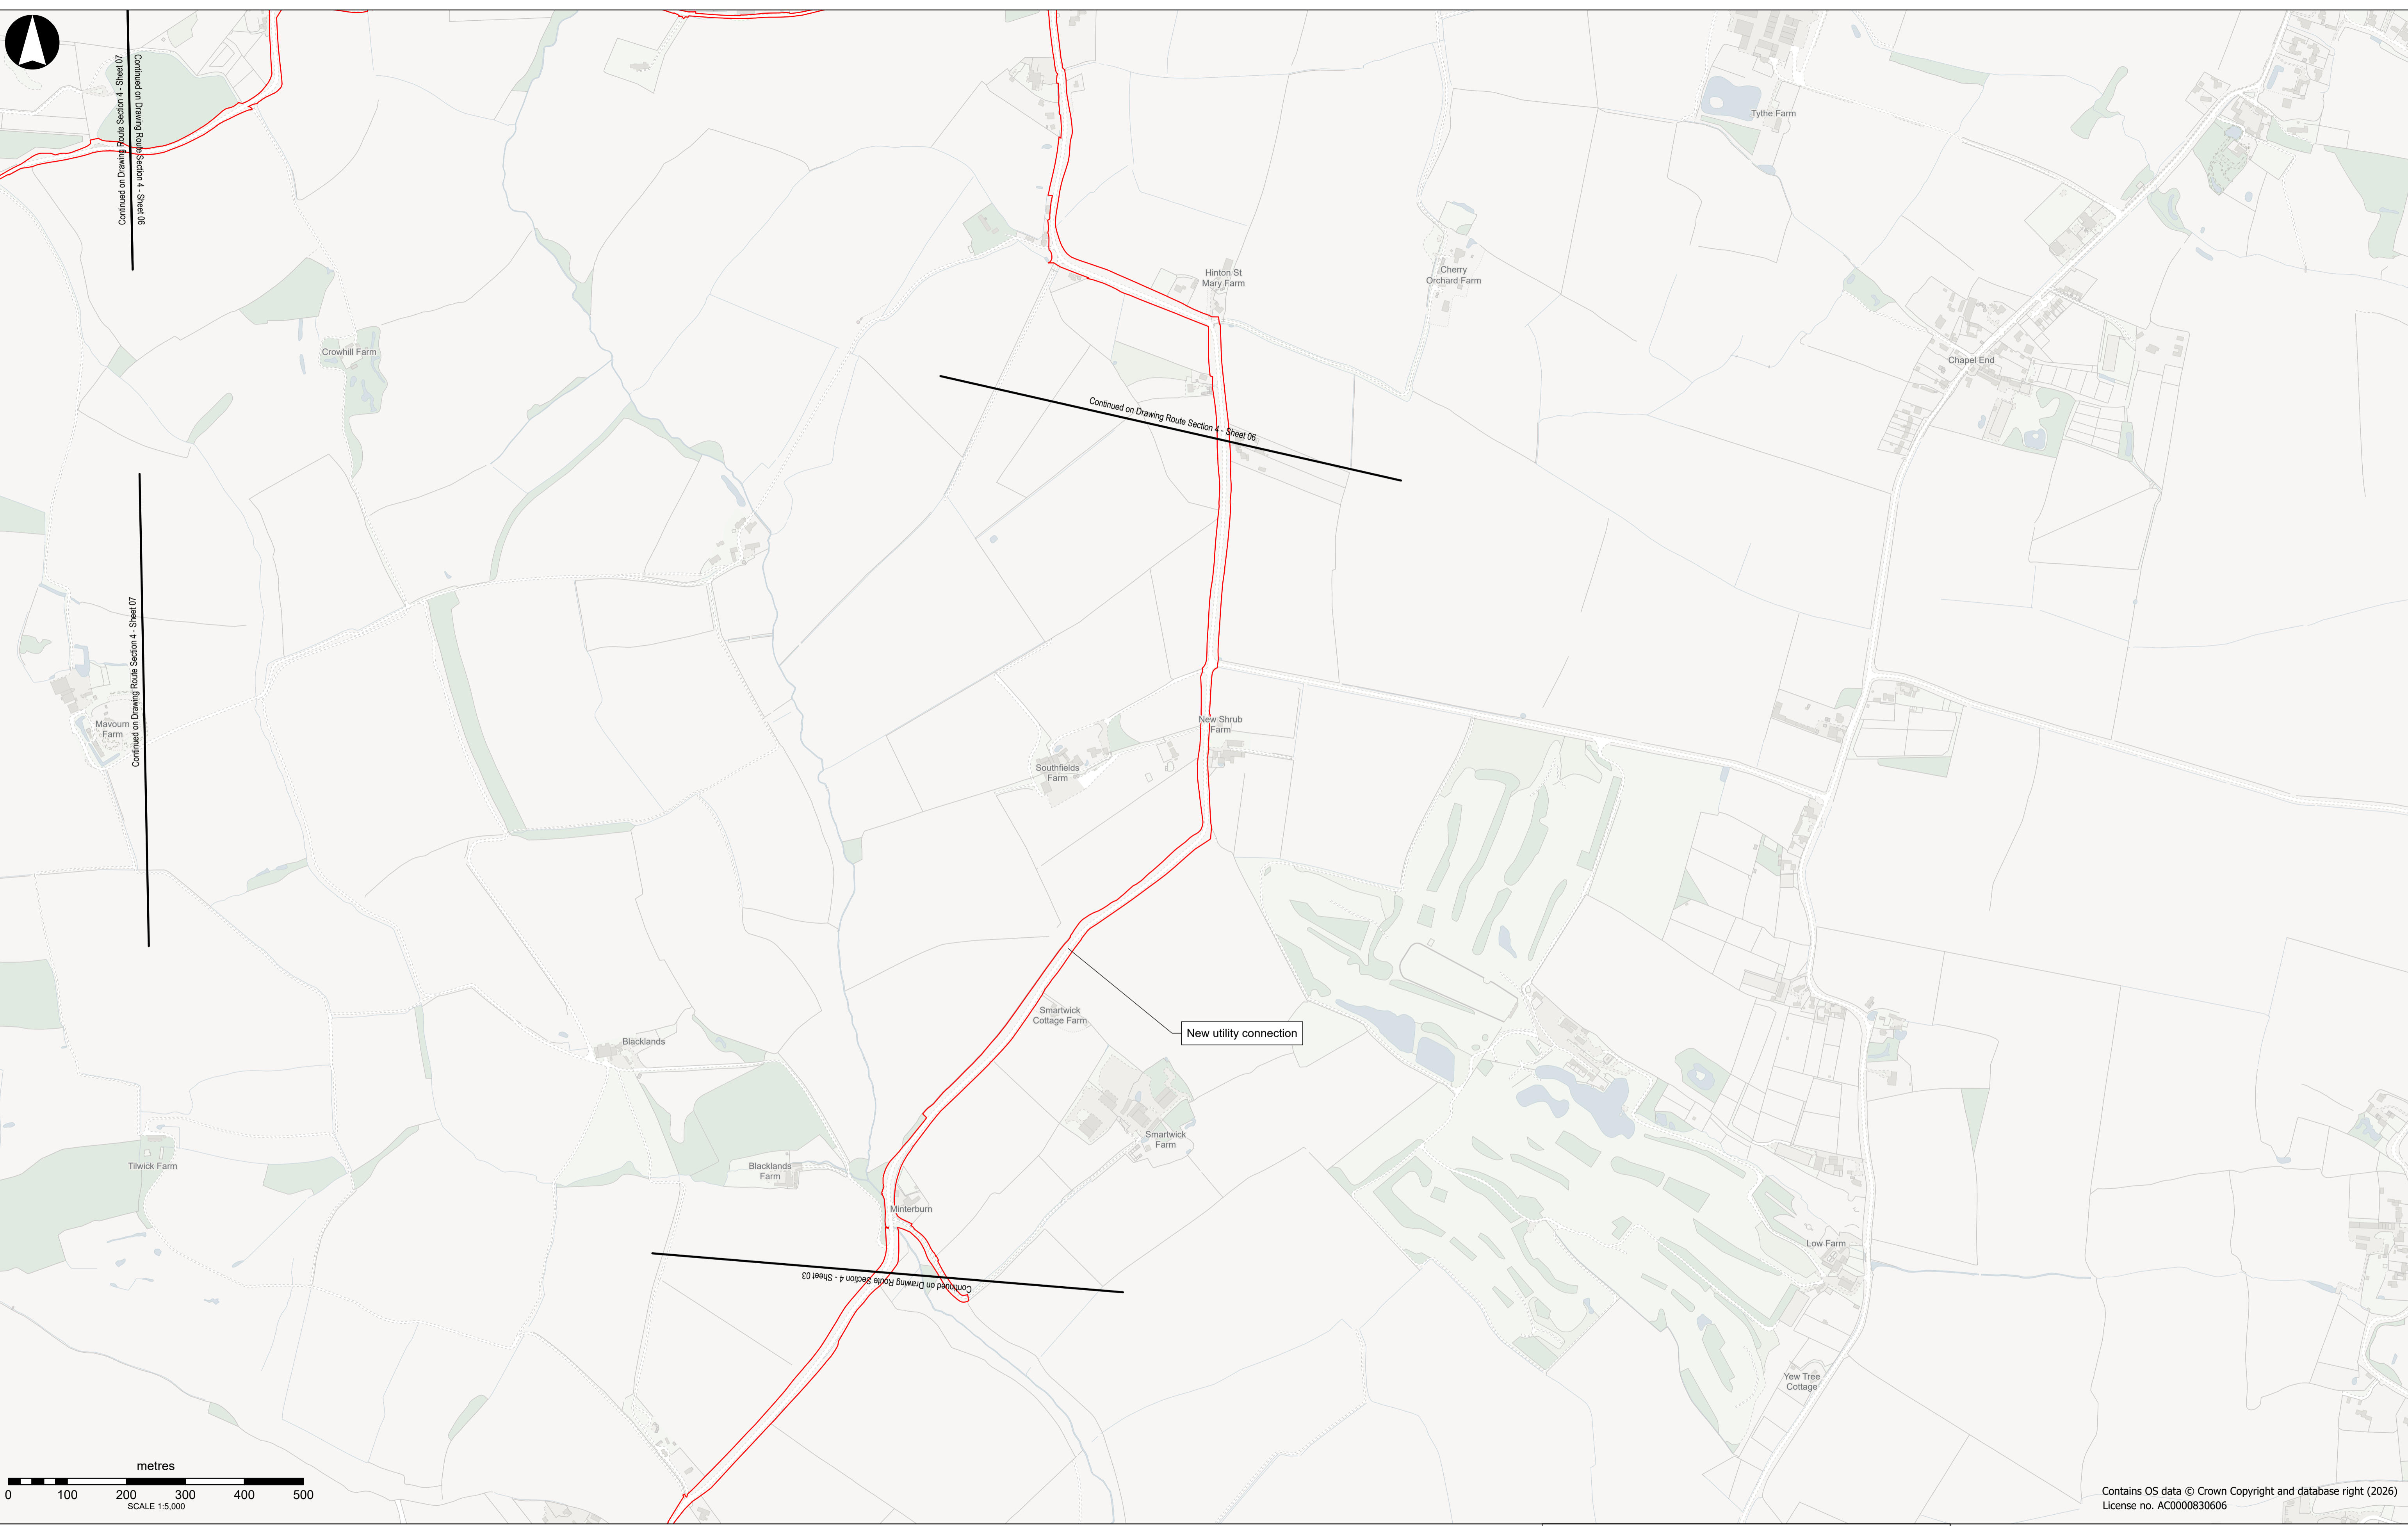 Continued on Drawing Route Section 4 - Sheet 07
Continued on Drawing Route Section 4 - Sheet 06
Tythe Farm
Hinton St
Mary Farm
Cherry
Orchard Farm
Crowhill Farm
Chapel End
Continued on Drawing Route Section 4 - Sheet 06
Continued on Drawing Route Section 4 - Sheet 07
Mavourn
Farm
New Shrub
Farm
Southfields
Farm
Smartwick
Cottage Farm
New utility connection
Blacklands
Smartwick
Farm
Tilwick Farm
Blacklands
Farm
Minterburn
Low Farm
Continued on Drawing Route Section 4 - Sheet 03
Yew Tree
Cottage
metres
0 100 200 300 400 500
SCALE 1:5,000
Contains OS data © Crown Copyright and database right (2026)
License no. AC0000830606